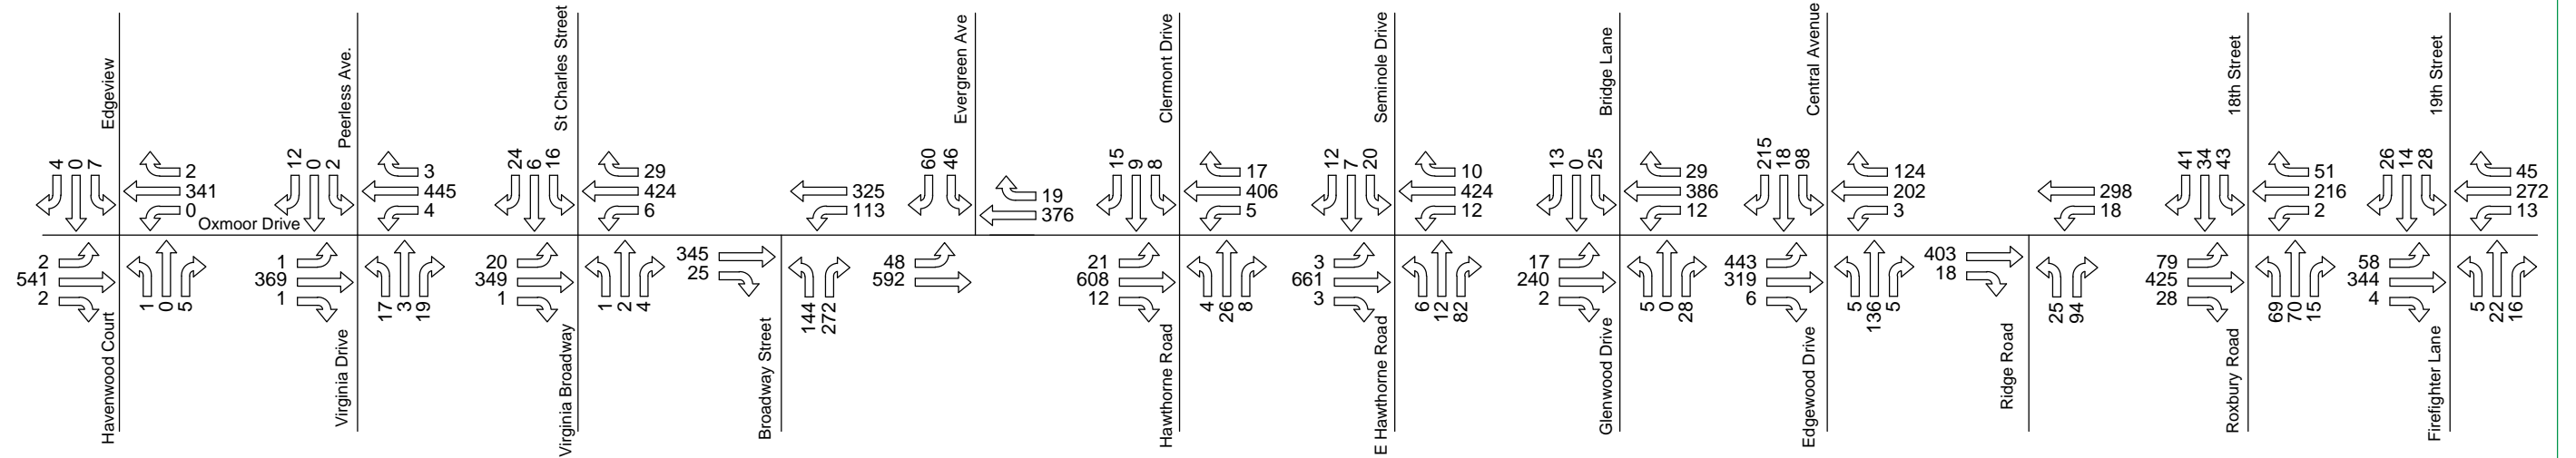 Edgeview
4 0 7
2
341
0
Oxmoor Drive
2
541
2
1 0 5
Havenwood Court
Peerless Ave.
12 0 2
3
445
4
1
369
1
17 3 19
Virginia Drive
St Charles Street
24 6 16
29
424
6
20
349
1
1 2 4
Virginia Broadway
325
113
345
25
144 272
Broadway Street
Evergreen Ave
60 46
19
376
48
592
Clermont Drive
15 9 8
17
406
5
21
608
12
4 26 8
Hawthorne Road
Seminole Drive
12 7 20
10
424
12
3
661
3
6 12 82
E Hawthorne Road
Bridge Lane
13 0 25
29
386
12
17
240
2
5 0 28
Glenwood Drive
Central Avenue
215 18 98
124
202
3
443
319
6
5 136 5
Edgewood Drive
298
18
403
18
25 94
Ridge Road
18th Street
41 34 43
51
216
2
79
425
28
69 70 15
Roxbury Road
19th Street
26 14 28
45
272
13
58
344
4
5 22 16
Firefighter Lane